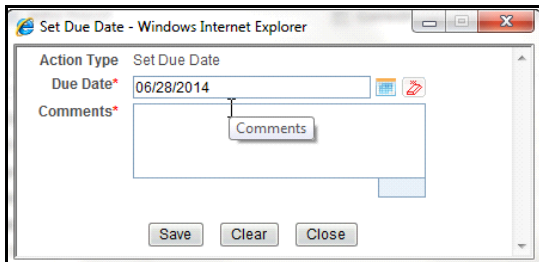 Set Due Date - Windows Internet Explorer
Action Type Set Due Date
Due Date* 06/28/2014
Comments*
Comments
Save Clear Close